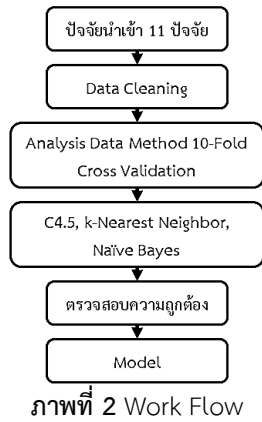 ปัจจัยนำเข้า 11 ปัจจัย
Data Cleaning
Analysis Data Method 10-Fold
Cross Validation
C4.5, k-Nearest Neighbor,
Naïve Bayes
ตรวจสอบความถูกต้อง
Model
ภาพที่ 2 Work Flow